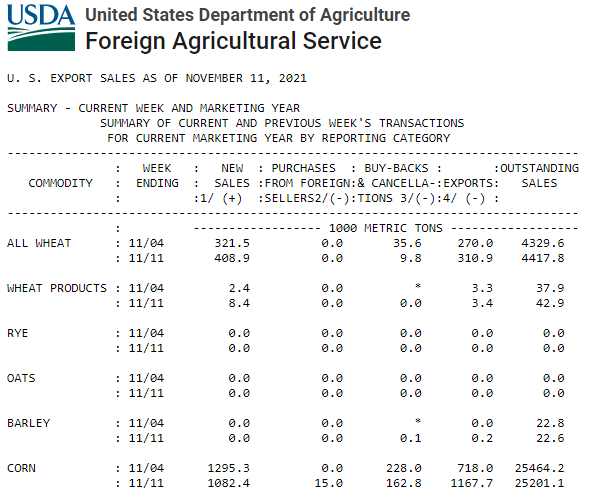 USDA United States Department of Agriculture
Foreign Agricultural Service
U. S. EXPORT SALES AS OF NOVEMBER 11, 2021
SUMMARY - CURRENT WEEK AND MARKETING YEAR
SUMMARY OF CURRENT AND PREVIOUS WEEK'S TRANSACTIONS
FOR CURRENT MARKETING YEAR BY REPORTING CATEGORY
--------------------------------------------------------------------------------
: WEEK : NEW : PURCHASES : BUY-BACKS : :OUTSTANDING
COMMODITY : ENDING : SALES :FROM FOREIGN:& CANCELLA-:EXPORTS: SALES
: :1/ (+) :SELLERS2/(-):TIONS 3/(-):4/ (-) :
--------------------------------------------------------------------------------
: ------------------ 1000 METRIC TONS ------------------
ALL WHEAT : 11/04 321.5 0.0 35.6 270.0 4329.6
: 11/11 408.9 0.0 9.8 310.9 4417.8
WHEAT PRODUCTS : 11/04 2.4 0.0 * 3.3 37.9
: 11/11 8.4 0.0 0.0 3.4 42.9
RYE : 11/04 0.0 0.0 0.0 0.0 0.0
: 11/11 0.0 0.0 0.0 0.0 0.0
OATS : 11/04 0.0 0.0 0.0 0.0 0.0
: 11/11 0.0 0.0 0.0 0.0 0.0
BARLEY : 11/04 0.0 0.0 * 0.0 22.8
: 11/11 0.0 0.0 0.1 0.2 22.6
CORN : 11/04 1295.3 0.0 228.0 718.0 25464.2
: 11/11 1082.4 15.0 162.8 1167.7 25201.1